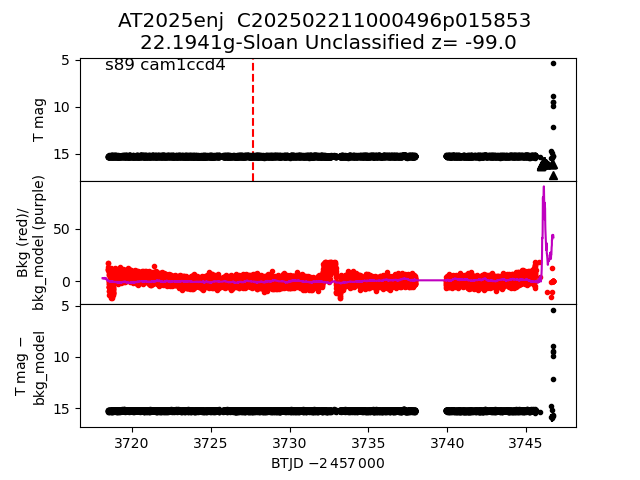 AT2025enj  C202502211000496p015853
22.1941g-Sloan Unclassified z= -99.0
s89 cam1ccd4
T mag
5
10
15
Bkg (red)/
bkg_model (purple)
50
0
T mag −
bkg_model
5
10
15
3720 3725 3730 3735 3740 3745
BTJD −2 457 000